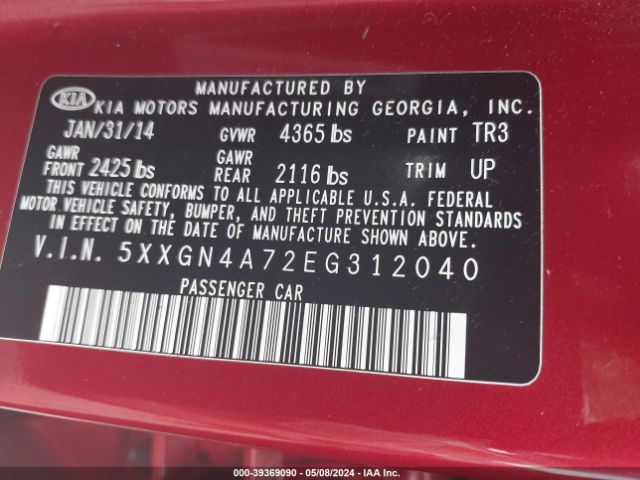 MANUFACTURED BY
KIA KIA MOTORS MANUFACTURING GEORGIA, INC.
JAN/31/14 GVWR 4365 lbs PAINT TR3
GAWR FRONT 2425 lbs GAWR REAR 2116 lbs TRIM UP
THIS VEHICLE CONFORMS TO ALL APPLICABLE U.S.A. FEDERAL
MOTOR VEHICLE SAFETY, BUMPER, AND THEFT PREVENTION STANDARDS
IN EFFECT ON THE DATE OF MANUFACTURE SHOWN ABOVE.
V.I.N. 5XXGN4A72EG312040
PASSENGER CAR
000-39369090 - 05/08/2024 - IAA Inc.